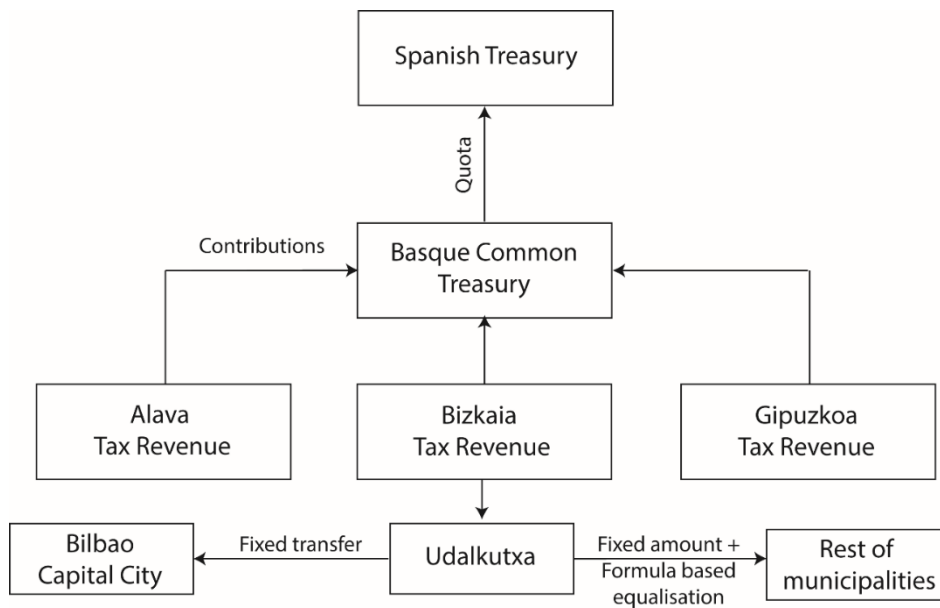 Spanish Treasury
Quota
Contributions
Basque Common
Treasury
Alava
Tax Revenue
Bizkaia
Tax Revenue
Gipuzkoa
Tax Revenue
Bilbao
Capital City
Fixed transfer
Udalkutxa
Fixed amount +
Formula based
equalisation
Rest of
municipalities